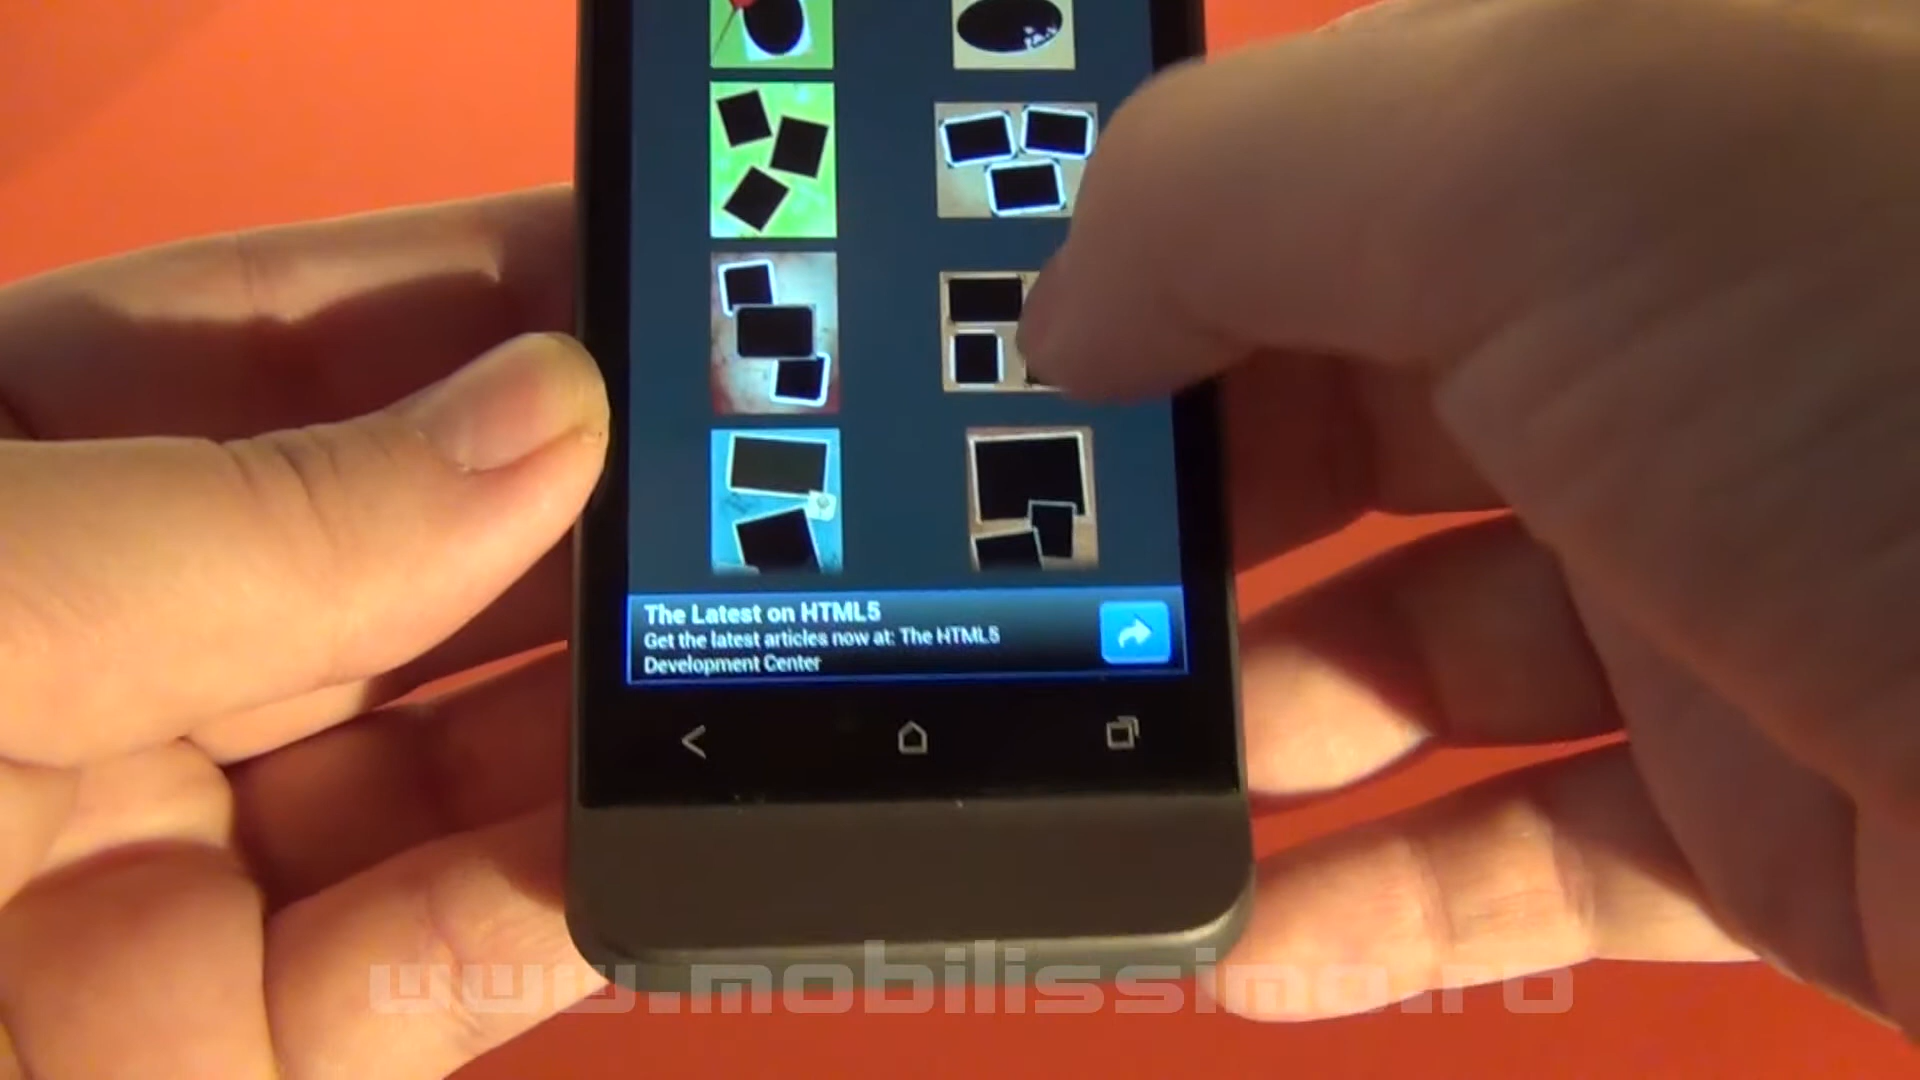 The Latest on HTML5
Get the latest articles now at: The HTML5
Development Center
www.mobilissimo.ro